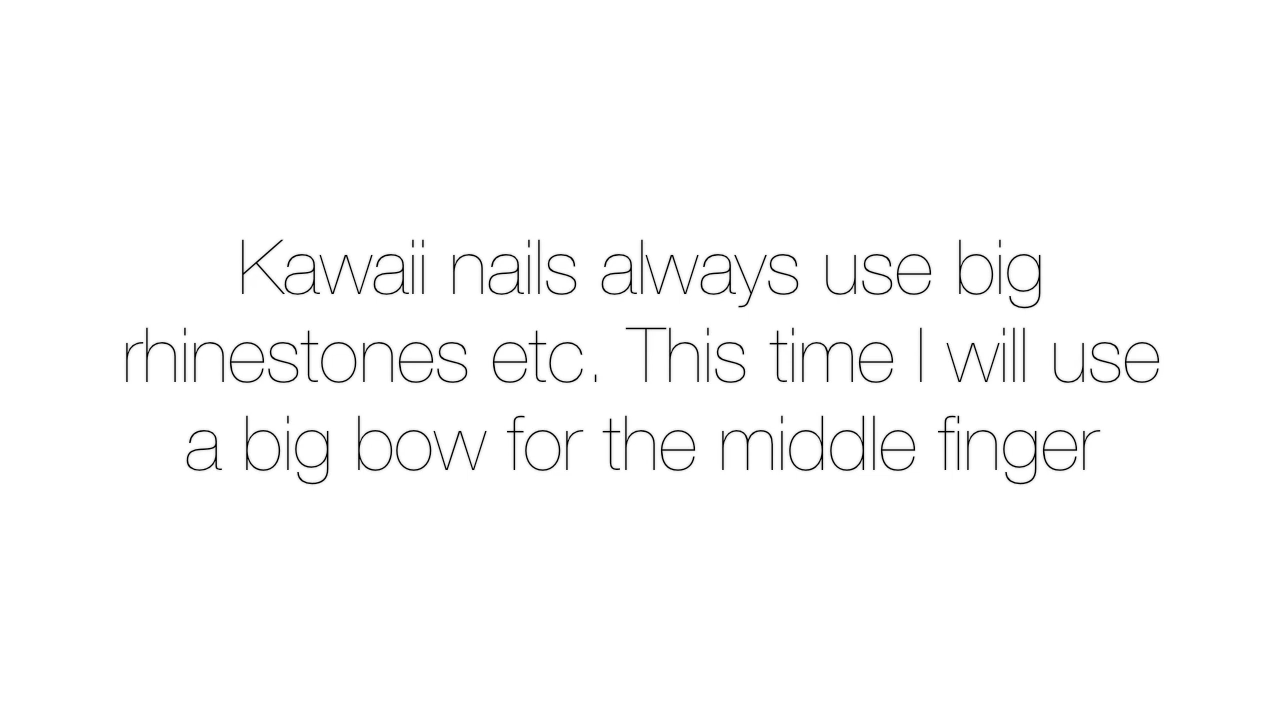 Kawaii nails always use big
rhinestones etc. This time I will use
a big bow for the middle finger